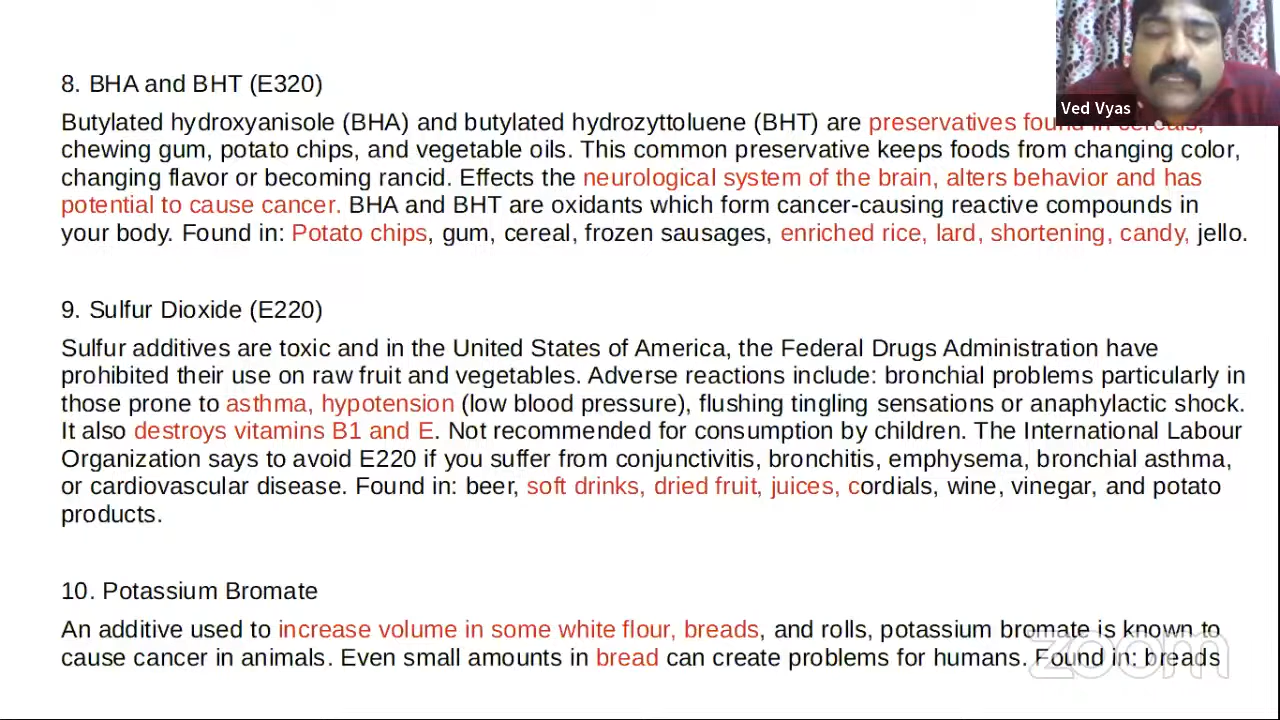 8. BHA and BHT (E320)
Ved Vyas
Butylated hydroxyanisole (BHA) and butylated hydrozyttoluene (BHT) are preservatives found in cereals,
chewing gum, potato chips, and vegetable oils. This common preservative keeps foods from changing color,
changing flavor or becoming rancid. Effects the neurological system of the brain, alters behavior and has
potential to cause cancer. BHA and BHT are oxidants which form cancer-causing reactive compounds in
your body. Found in: Potato chips, gum, cereal, frozen sausages, enriched rice, lard, shortening, candy, jello.
9. Sulfur Dioxide (E220)
Sulfur additives are toxic and in the United States of America, the Federal Drugs Administration have
prohibited their use on raw fruit and vegetables. Adverse reactions include: bronchial problems particularly in
those prone to asthma, hypotension (low blood pressure), flushing tingling sensations or anaphylactic shock.
It also destroys vitamins B1 and E. Not recommended for consumption by children. The International Labour
Organization says to avoid E220 if you suffer from conjunctivitis, bronchitis, emphysema, bronchial asthma,
or cardiovascular disease. Found in: beer, soft drinks, dried fruit, juices, cordials, wine, vinegar, and potato
products.
10. Potassium Bromate
An additive used to increase volume in some white flour, breads, and rolls, potassium bromate is known to
cause cancer in animals. Even small amounts in bread can create problems for humans. Found in: breads
zoom